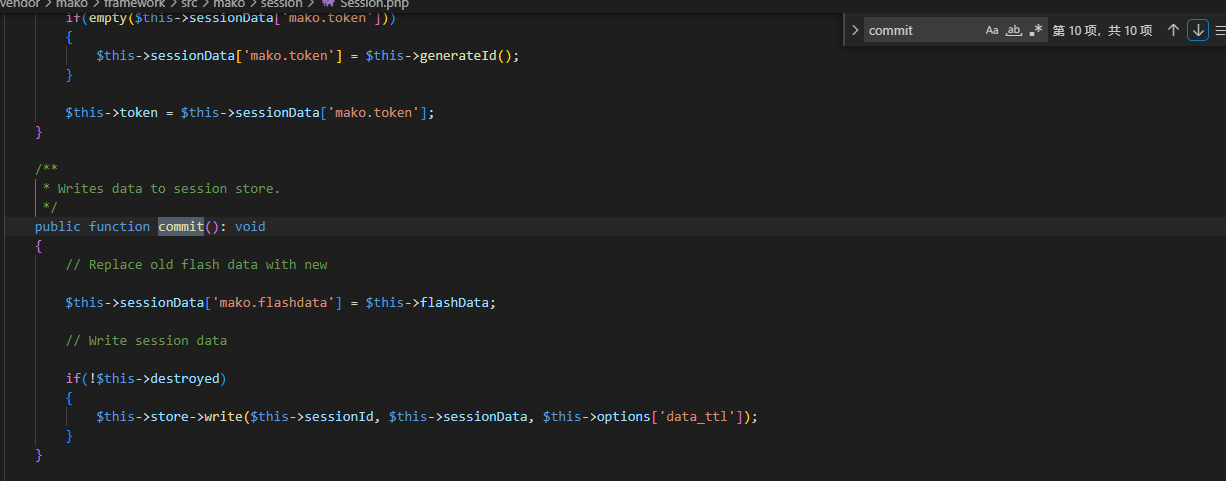 vendor > mako > framework > src > mako > session > Session.php
if(empty($this->sessionData['mako.token']))
commit
Aa ab .*
第 10 项，共 10 项
{
$this->sessionData['mako.token'] = $this->generateId();
}
$this->token = $this->sessionData['mako.token'];
}
/**
* Writes data to session store.
*/
public function commit(): void
{
// Replace old flash data with new
$this->sessionData['mako.flashdata'] = $this->flashData;
// Write session data
if(!$this->destroyed)
{
$this->store->write($this->sessionId, $this->sessionData, $this->options['data_ttl']);
}
}